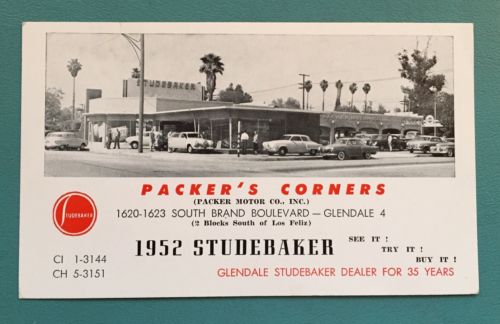 STUDEBAKER
PACKER'S CORNERS
(PACKER MOTOR CO., INC.)
1620-1623 SOUTH BRAND BOULEVARD — GLENDALE 4
(2 Blocks South of Los Feliz)
STUDEBAKER
1952 STUDEBAKER
SEE IT !
TRY IT !
BUY IT !
CI 1-3144
CH 5-3151
GLENDALE STUDEBAKER DEALER FOR 35 YEARS